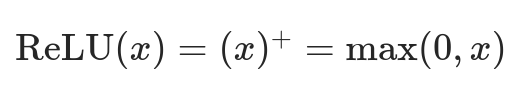 ReLU(x) = (x)⁺ = max(0, x)